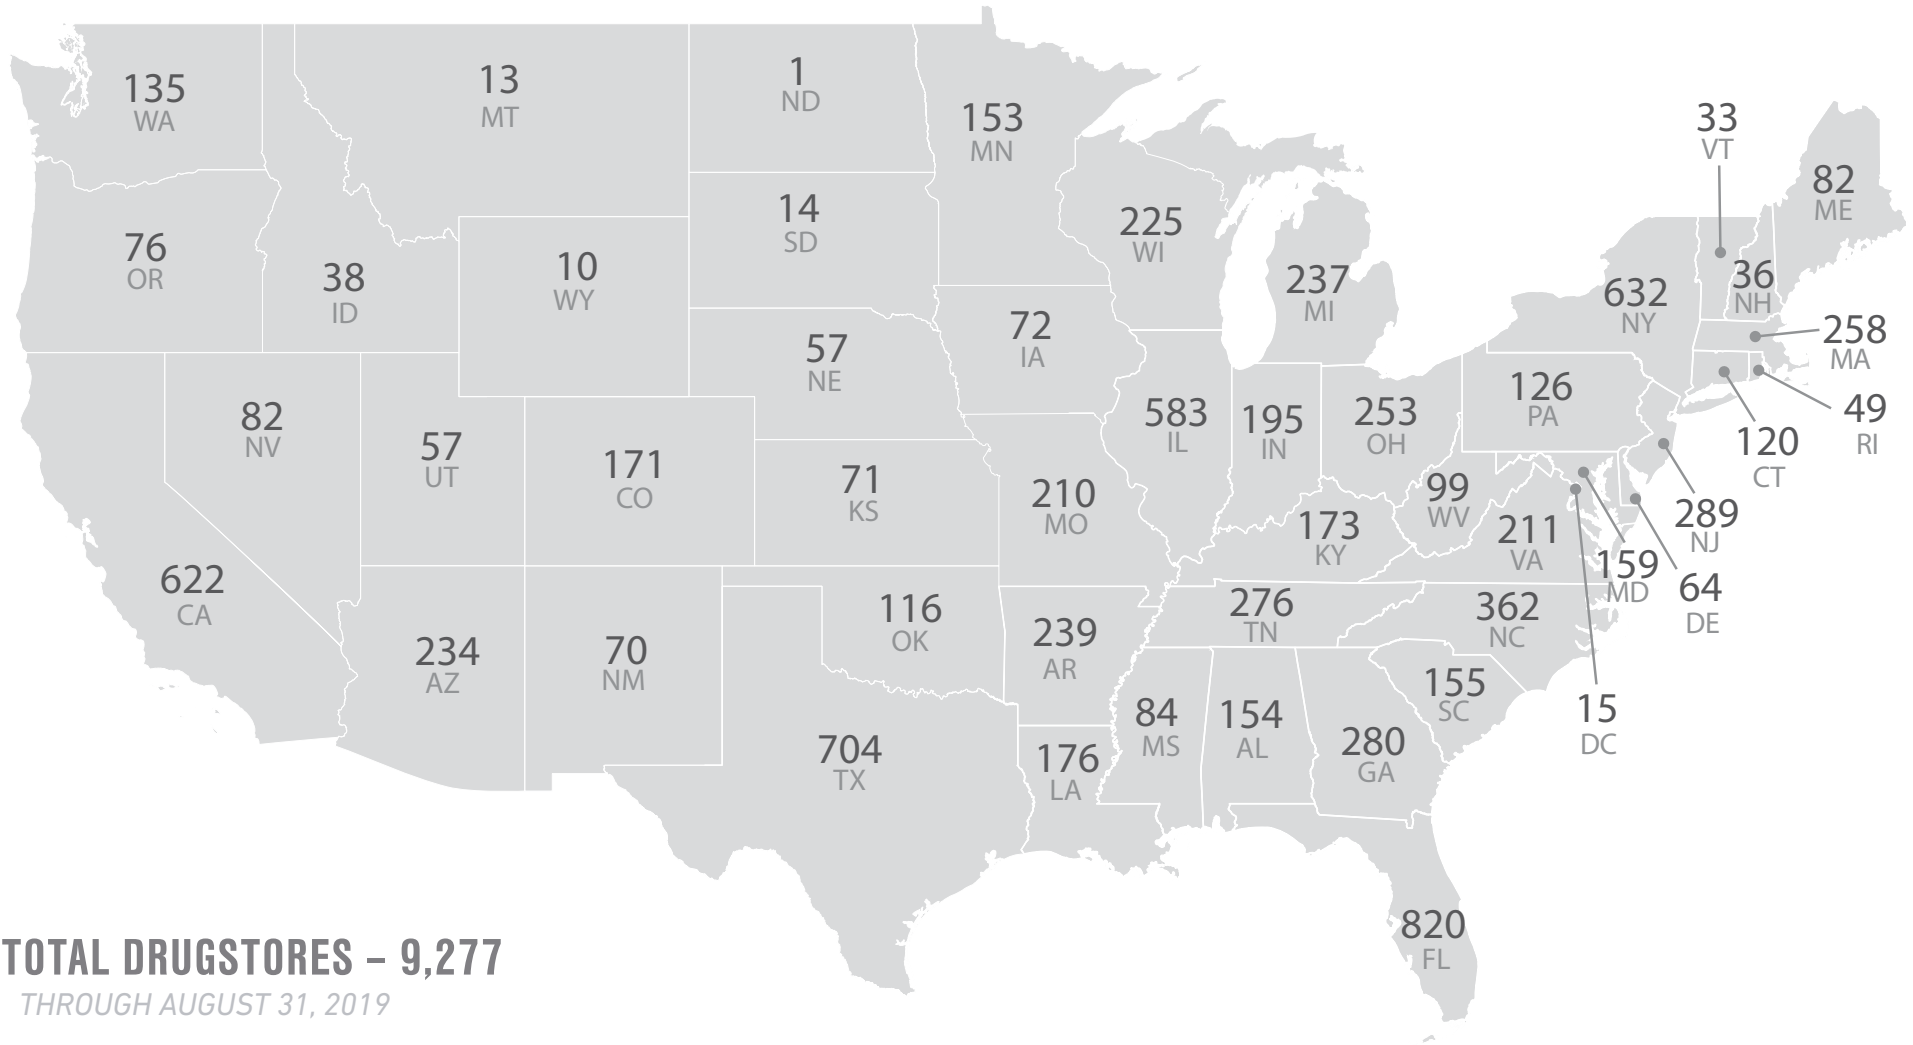 135
WA
13
MT
1
ND
153
MN
33
VT
82
ME
76
OR
38
ID
10
WY
14
SD
225
WI
237
MI
632
NY
36
NH
258
MA
57
NE
72
IA
126
PA
49
RI
120
CT
82
NV
57
UT
171
CO
71
KS
210
MO
583
IL
195
IN
253
OH
99
WV
211
VA
289
NJ
173
KY
159
MD
64
DE
622
CA
234
AZ
70
NM
116
OK
239
AR
276
TN
362
NC
155
SC
15
DC
704
TX
176
LA
84
MS
154
AL
280
GA
820
FL
TOTAL DRUGSTORES – 9,277
THROUGH AUGUST 31, 2019